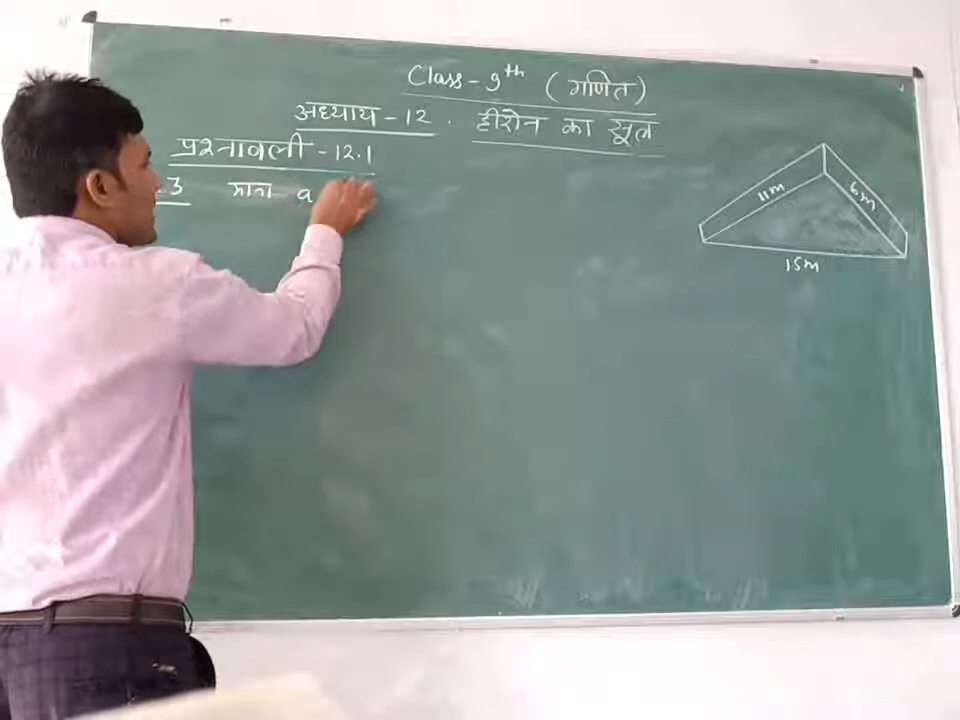 Class - 9th (गणित)
अध्याय - 12 . हीरोन का सूत्र
प्रश्नावली - 12.1
.3 माना a
11m
6m
15m